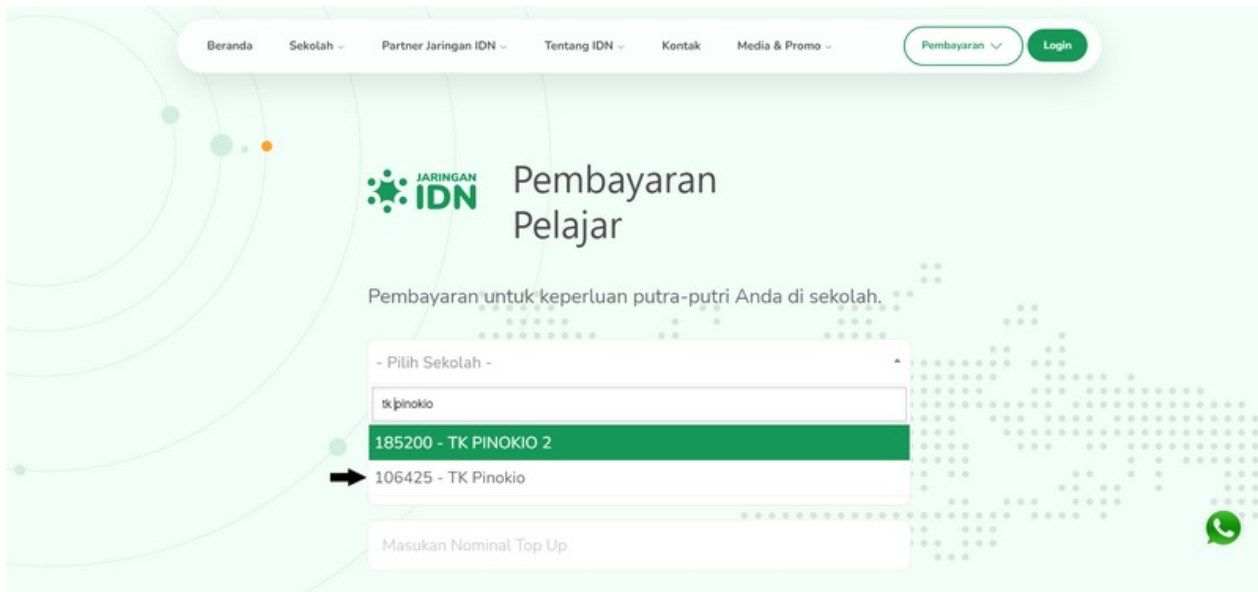 Beranda Sekolah Partner Jaringan IDN Tentang IDN Kontak Media & Promo Pembayaran Login
JARINGAN
IDN
Pembayaran
Pelajar
Pembayaran untuk keperluan putra-putri Anda di sekolah.
- Pilih Sekolah -
tk pinokio
185200 - TK PINOKIO 2
106425 - TK Pinokio
Masukan Nominal Top Up